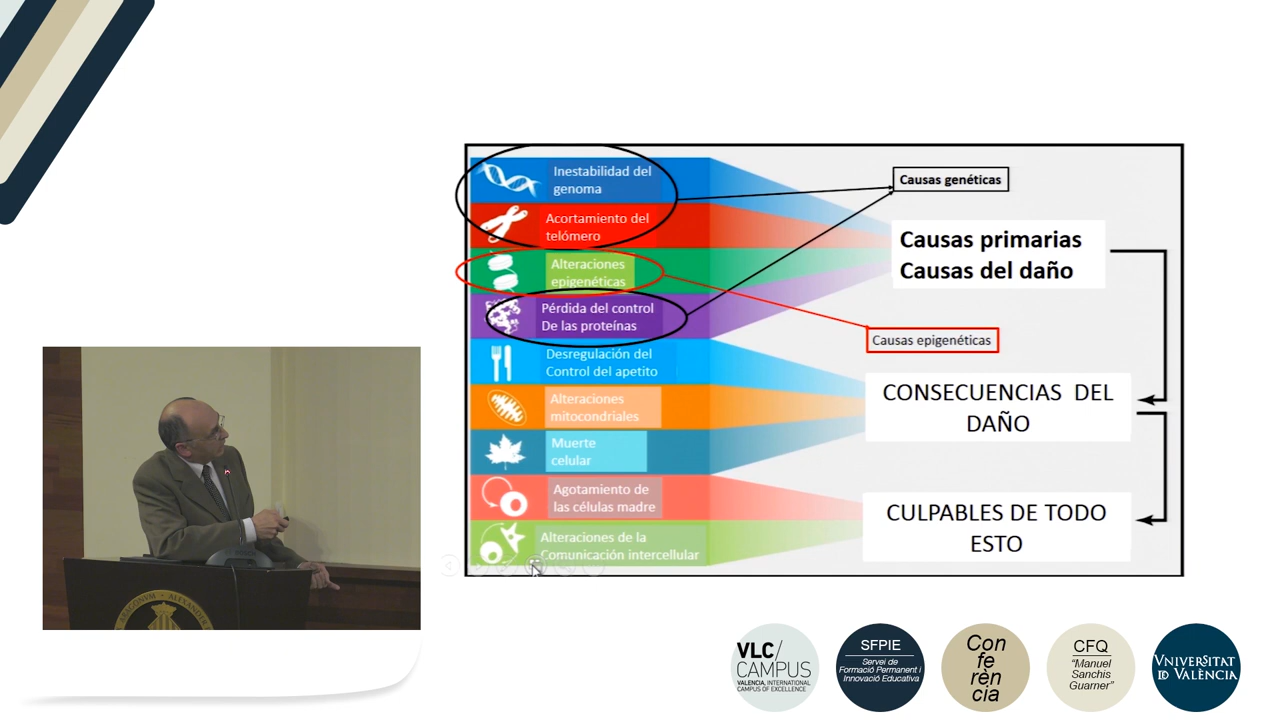 Inestabilidad del
genoma
Acortamiento del
telómero
Alteraciones
epigenéticas
Pérdida del control
De las proteínas
Desregulación del
Control del apetito
Alteraciones
mitocondriales
Muerte
celular
Agotamiento de
las células madre
Alteraciones de la
Comunicación intercellular
Causas genéticas
Causas primarias
Causas del daño
Causas epigenéticas
CONSECUENCIAS DEL
DAÑO
CULPABLES DE TODO
ESTO
ARAGONVM • ALEXANDER
VLC/
CAMPUS
VALENCIA, INTERNATIONAL
CAMPUS OF EXCELLENCE
SFPIE
Servei de
Formació Permanent i
Innovació Educativa
Con
fe
rèn
cia
CFQ
"Manuel
Sanchis
Guarner"
VNIVERSITAT
ID VALÈNCIA